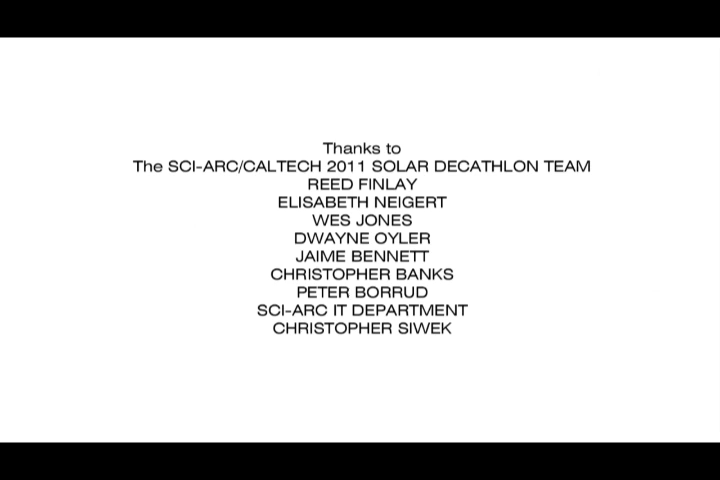 Thanks to
The SCI-ARC/CALTECH 2011 SOLAR DECATHLON TEAM
REED FINLAY
ELISABETH NEIGERT
WES JONES
DWAYNE OYLER
JAIME BENNETT
CHRISTOPHER BANKS
PETER BORRUD
SCI-ARC IT DEPARTMENT
CHRISTOPHER SIWEK